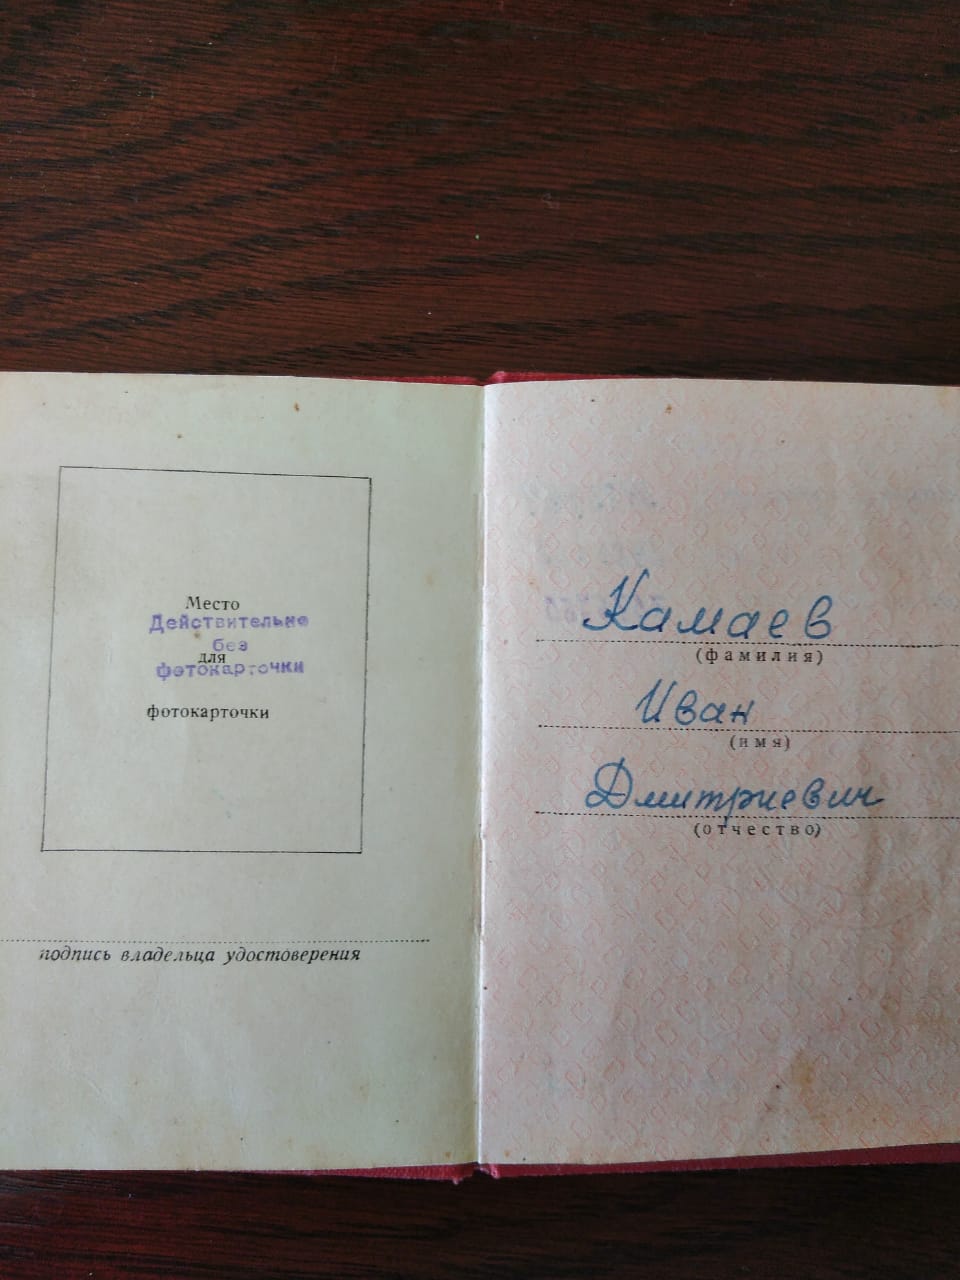 Место
Действительно
без
для
фотокарточки
фотокарточки
подпись владельца удостоверения
Камаев
(фамилия)
Иван
(имя)
Дмитриевич
(отчество)